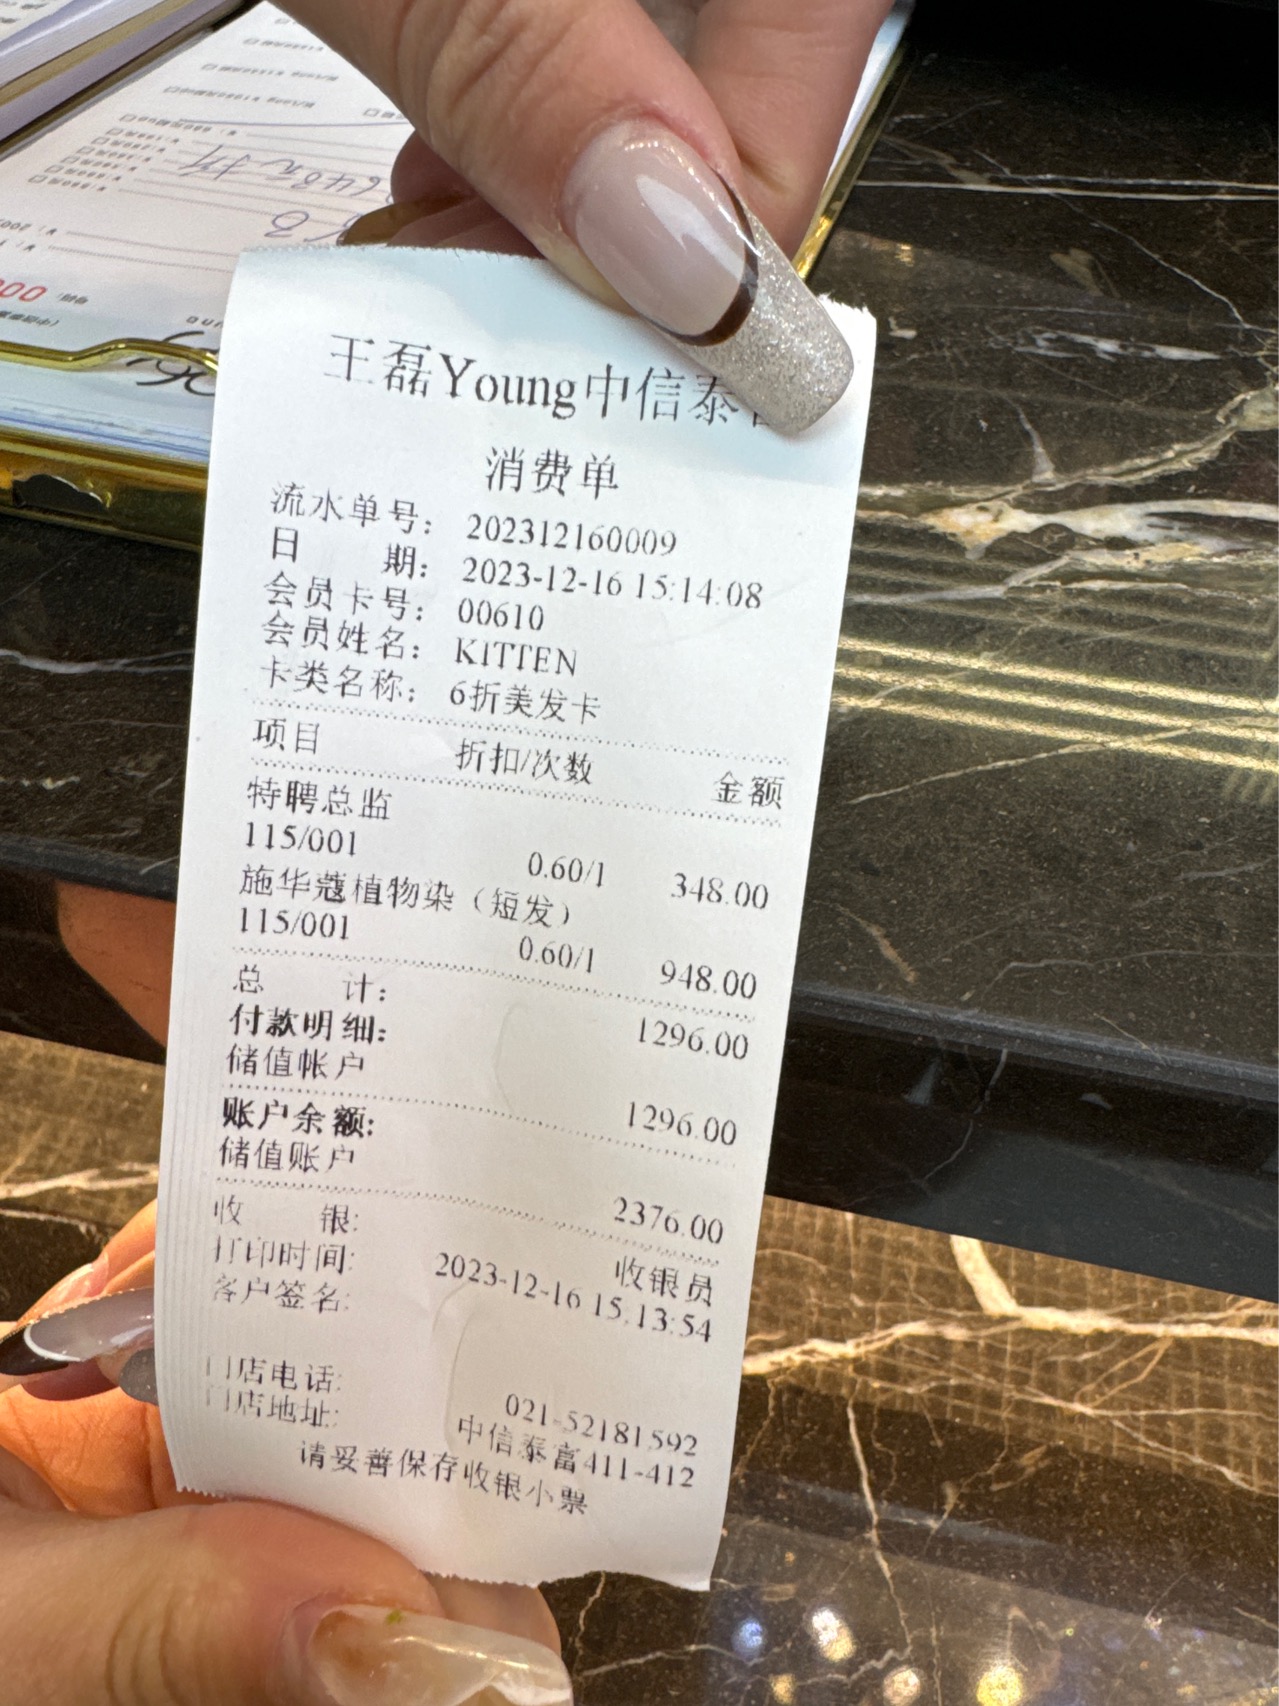 王磊Young中信泰
消费单
流水单号： 202312160009
日 期： 2023-12-16 15:14:08
会员卡号： 00610
会员姓名： KITTEN
卡类名称： 6折美发卡
项目 折扣/次数 金额
特聘总监
115/001 0.60/1 348.00
施华蔻植物染（短发）
115/001 0.60/1 948.00
总 计： 1296.00
付款明细:
储值帐户 1296.00
账户余额:
储值账户 2376.00
收 银: 收银员
打印时间: 2023-12-16 15:13:54
客户签名:
门店电话: 021-52181592
门店地址: 中信泰富411-412
请妥善保存收银小票